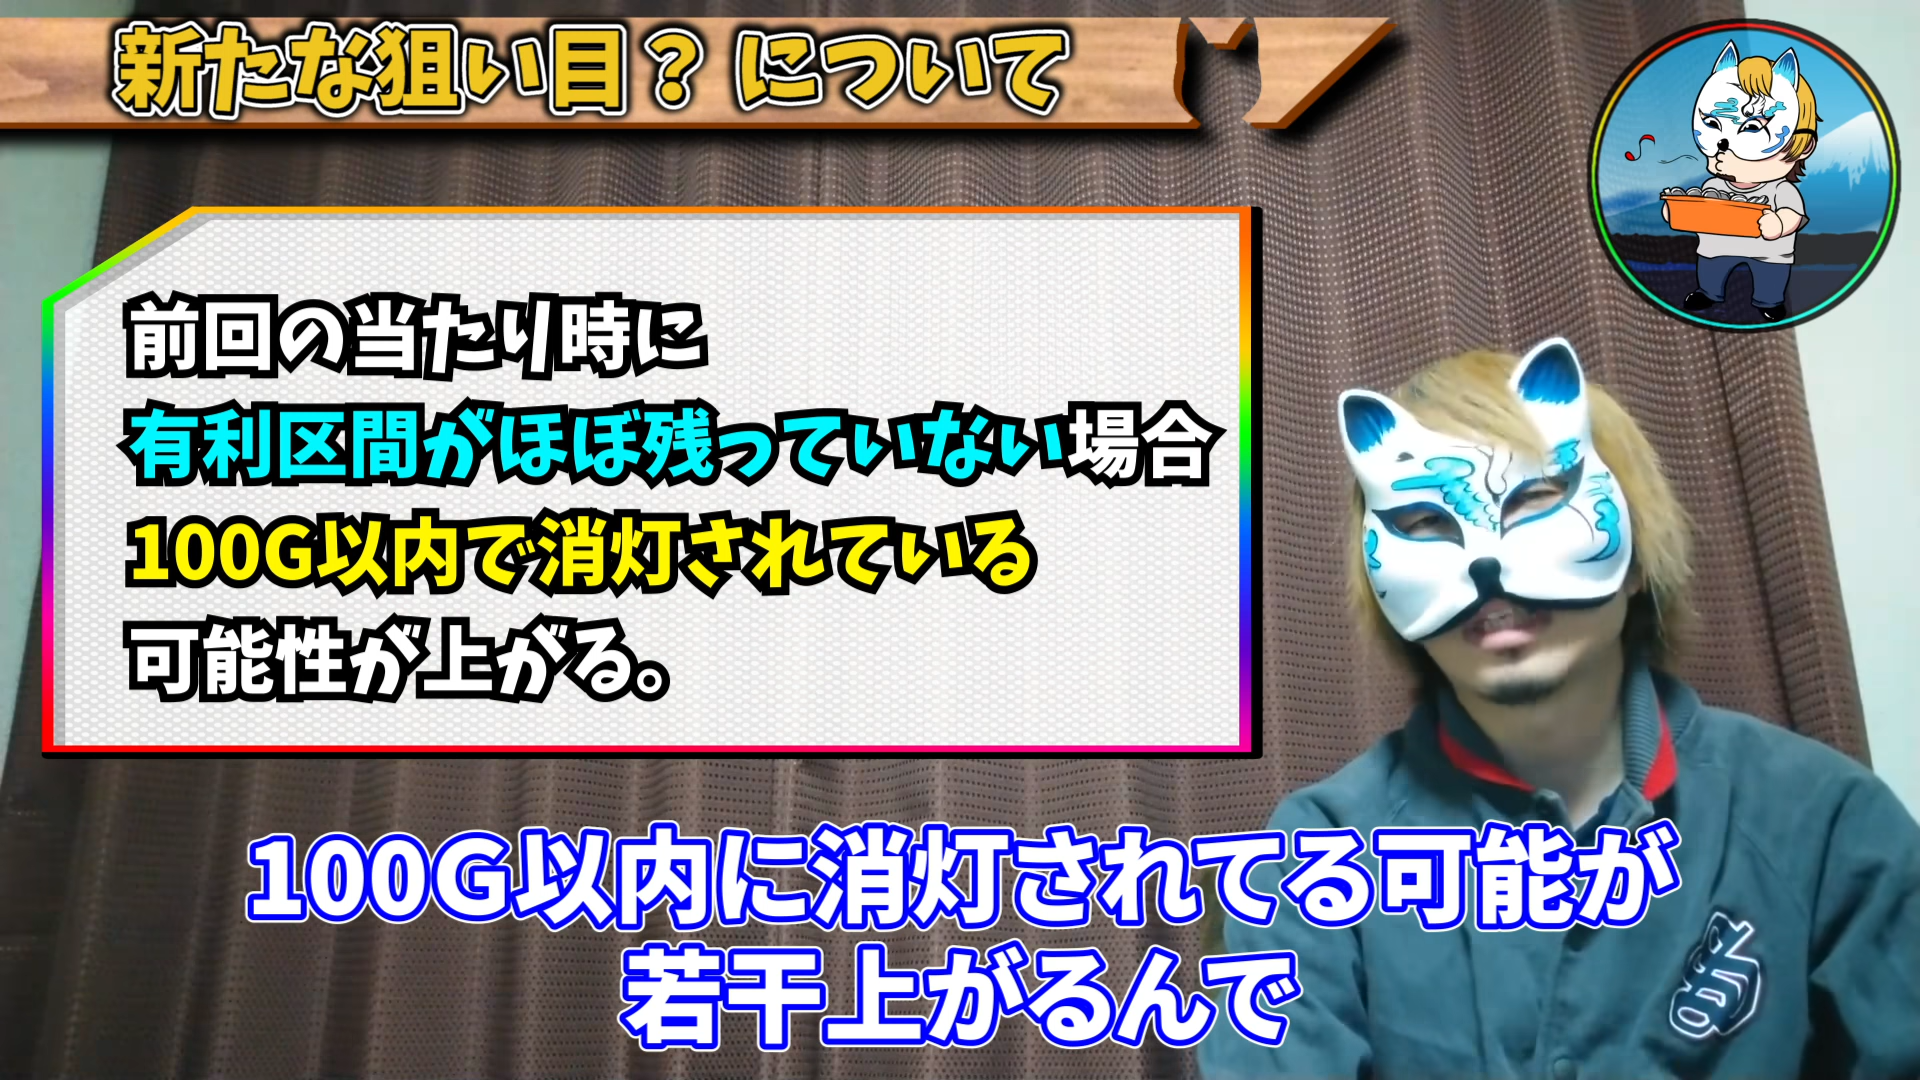 新たな狙い目？について
前回の当たり時に
有利区間がほぼ残っていない場合
100G以内で消灯されている
可能性が上がる。
100G以内に消灯されてる可能が
若干上がるんで